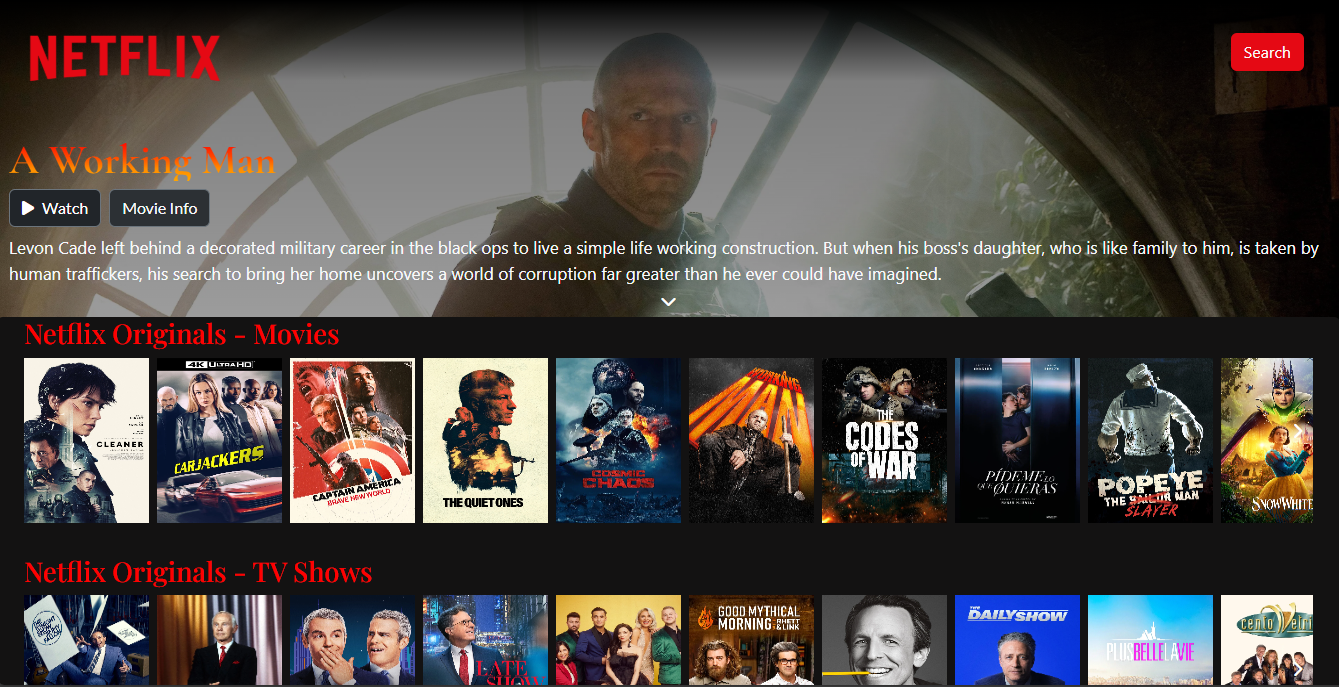 NETFLIX
Search
A Working Man
Watch
Movie Info
Levon Cade left behind a decorated military career in the black ops to live a simple life working construction. But when his boss's daughter, who is like family to him, is taken by
human traffickers, his search to bring her home uncovers a world of corruption far greater than he ever could have imagined.
Netflix Originals - Movies
CLEANER
4K ULTRA HD
CARJACKERS
CAPTAIN AMERICA
BRAVE NEW WORLD
THE QUIET ONES
COSMIC
CHAOS
WORKING
MAN
THE
CODES
OF WAR
PÍDEME LO
QUE QUIERAS
POPEYE
THE SAILOR MAN
SLAYER
SNOW WHITE
Netflix Originals - TV Shows
LATE
SHOW
GOOD MYTHICAL
MORNING WITH RHETT
& LINK
THE
DAILY SHOW
PLUS BELLE LA VIE
cento